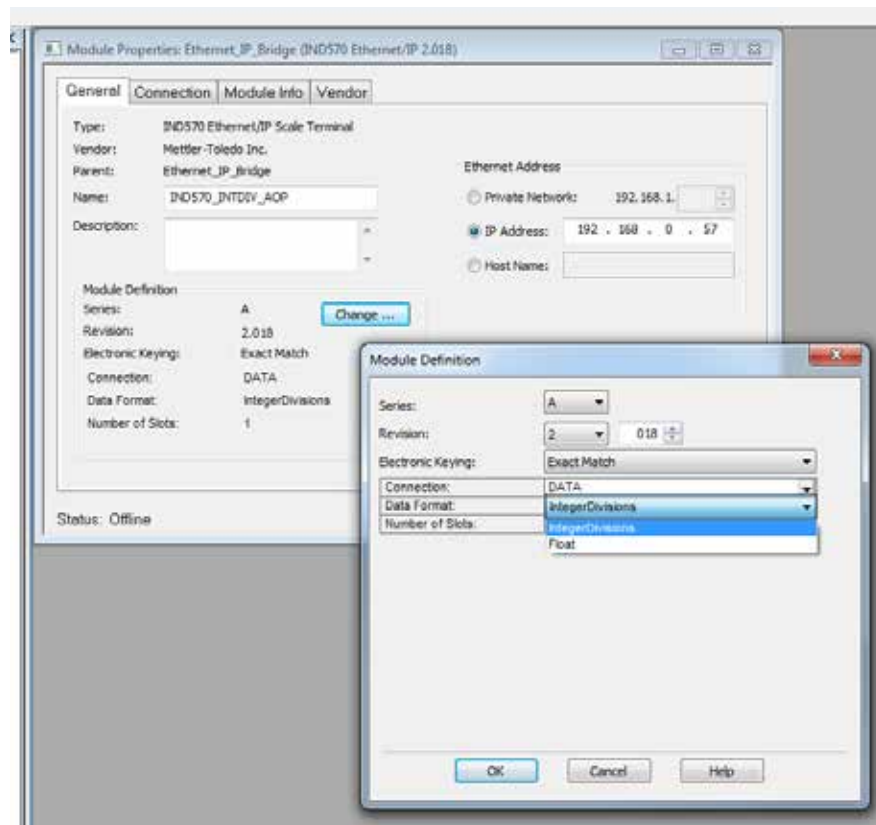 Module Properties: Ethernet_IP_Bridge (IND570 Ethernet/IP 2.018)
General Connection Module Info Vendor
Type: IND570 Ethernet/IP Scale Terminal
Vendor: Mettler-Toledo Inc.
Parent: Ethernet_IP_Bridge
Name: IND570_INTDIV_AOP
Description:
Ethernet Address
Private Network: 192.168.1.
IP Address: 192 . 168 . 0 . 57
Host Name:
Module Definition
Series: A
Change ...
Revision: 2.018
Electronic Keying: Exact Match
Connection: DATA
Data Format: IntegerDivisions
Number of Slots: 1
Status: Offline
Module Definition
Series: A
Revision: 2 018
Electronic Keying: Exact Match
Connection: DATA
Data Format: IntegerDivisions
Number of Slots:
IntegerDivisions
Float
OK Cancel Help